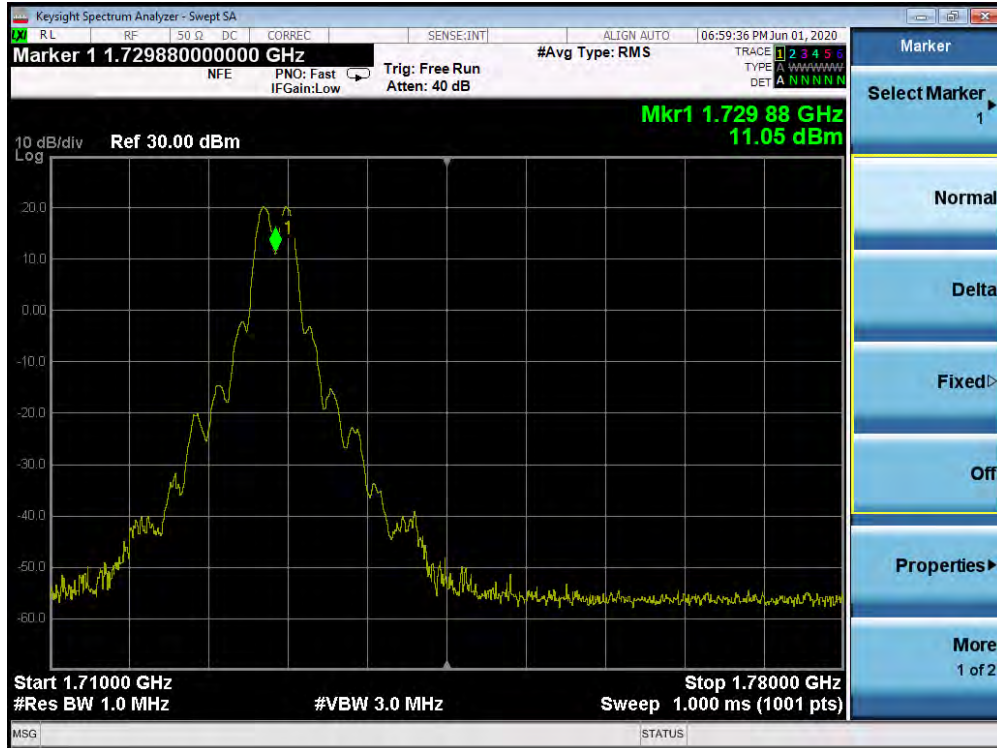 Keysight Spectrum Analyzer - Swept SA
LXI RL RF 50 Ω DC CORREC SENSE:INT ALIGN AUTO 06:59:36 PM Jun 01, 2020
Marker 1 1.729880000000 GHz
NFE PNO: Fast Trig: Free Run #Avg Type: RMS TRACE 1 2 3 4 5 6
IFGain:Low Atten: 40 dB TYPE A WWWWW
DET A N N N N N
Mkr1 1.729 88 GHz
11.05 dBm
10 dB/div Ref 30.00 dBm
Log
20.0
1
10.0
0.00
-10.0
-20.0
-30.0
-40.0
-50.0
-60.0
Start 1.71000 GHz Stop 1.78000 GHz
#Res BW 1.0 MHz #VBW 3.0 MHz Sweep 1.000 ms (1001 pts)
MSG STATUS
Marker
Select Marker
1
Normal
Delta
Fixed
Off
Properties
More
1 of 2